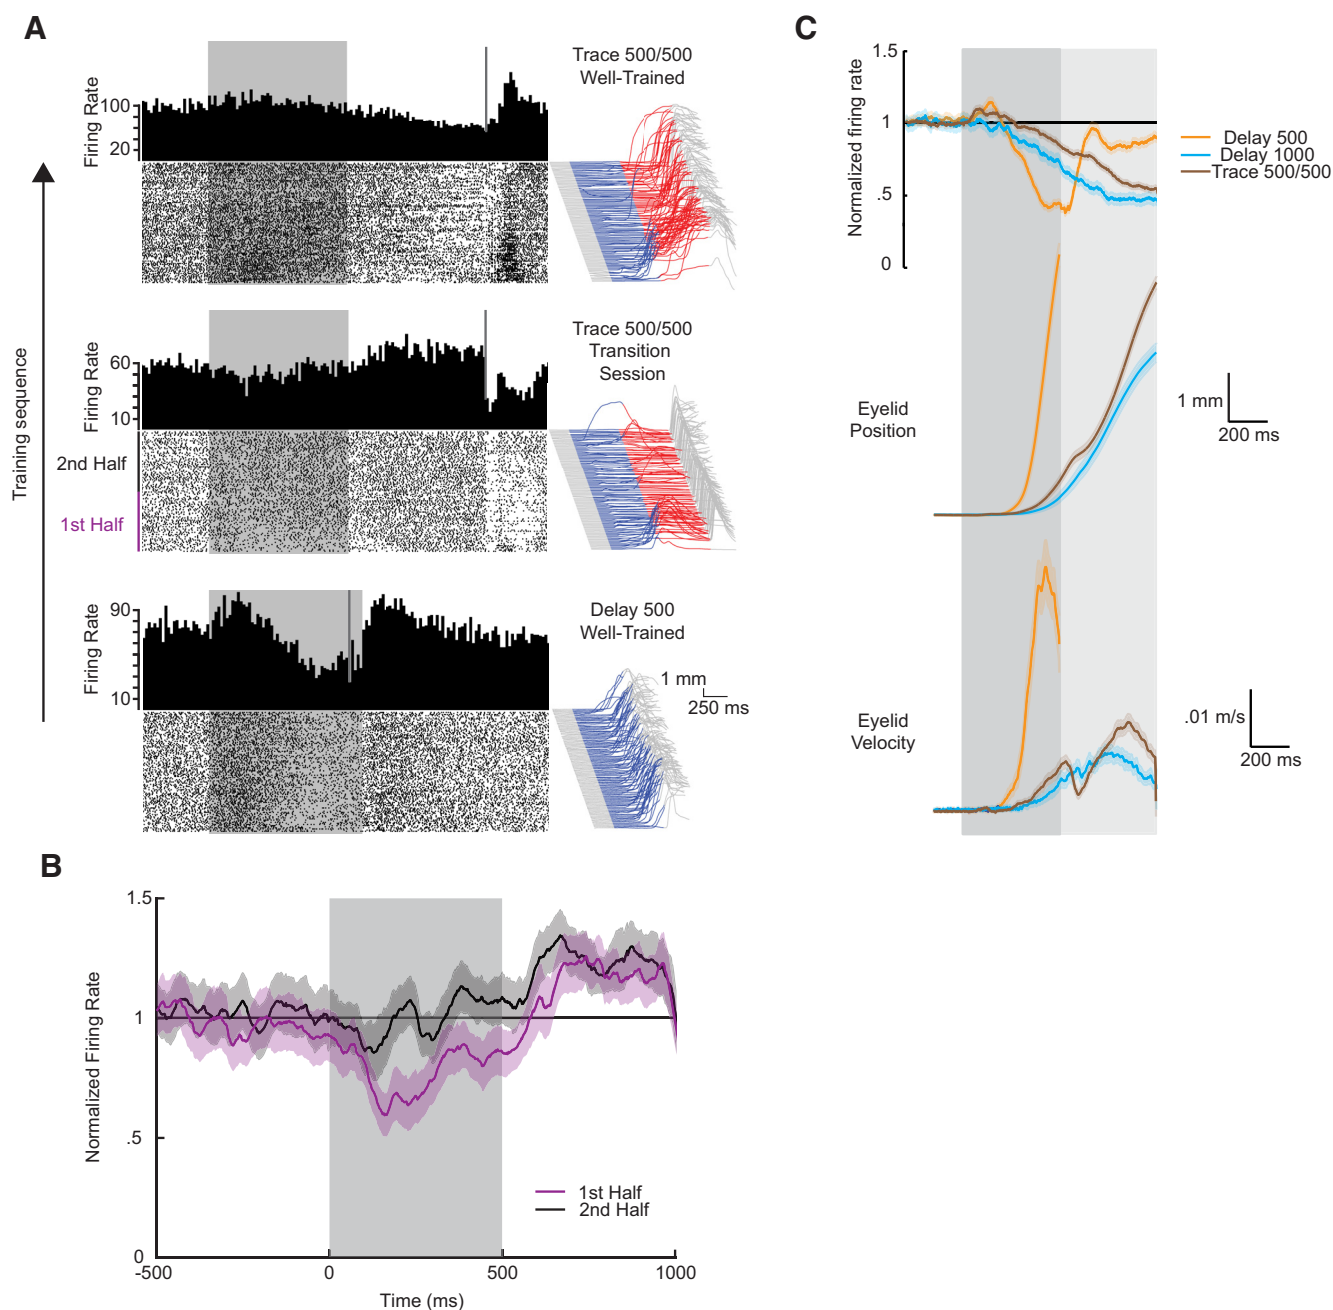 A
Trace 500/500
Well-Trained
Firing Rate
100
20
Training sequence
Trace 500/500
Transition
Session
Firing Rate
60
10
2nd Half
1st Half
Delay 500
Well-Trained
Firing Rate
90
10
1 mm
250 ms
B
Normalized Firing Rate
1.5
1
.5
0
-500
0
500
1000
Time (ms)
1st Half
2nd Half
C
Normalized firing rate
1.5
1
.5
0
Delay 500
Delay 1000
Trace 500/500
Eyelid
Position
1 mm
200 ms
Eyelid
Velocity
.01 m/s
200 ms